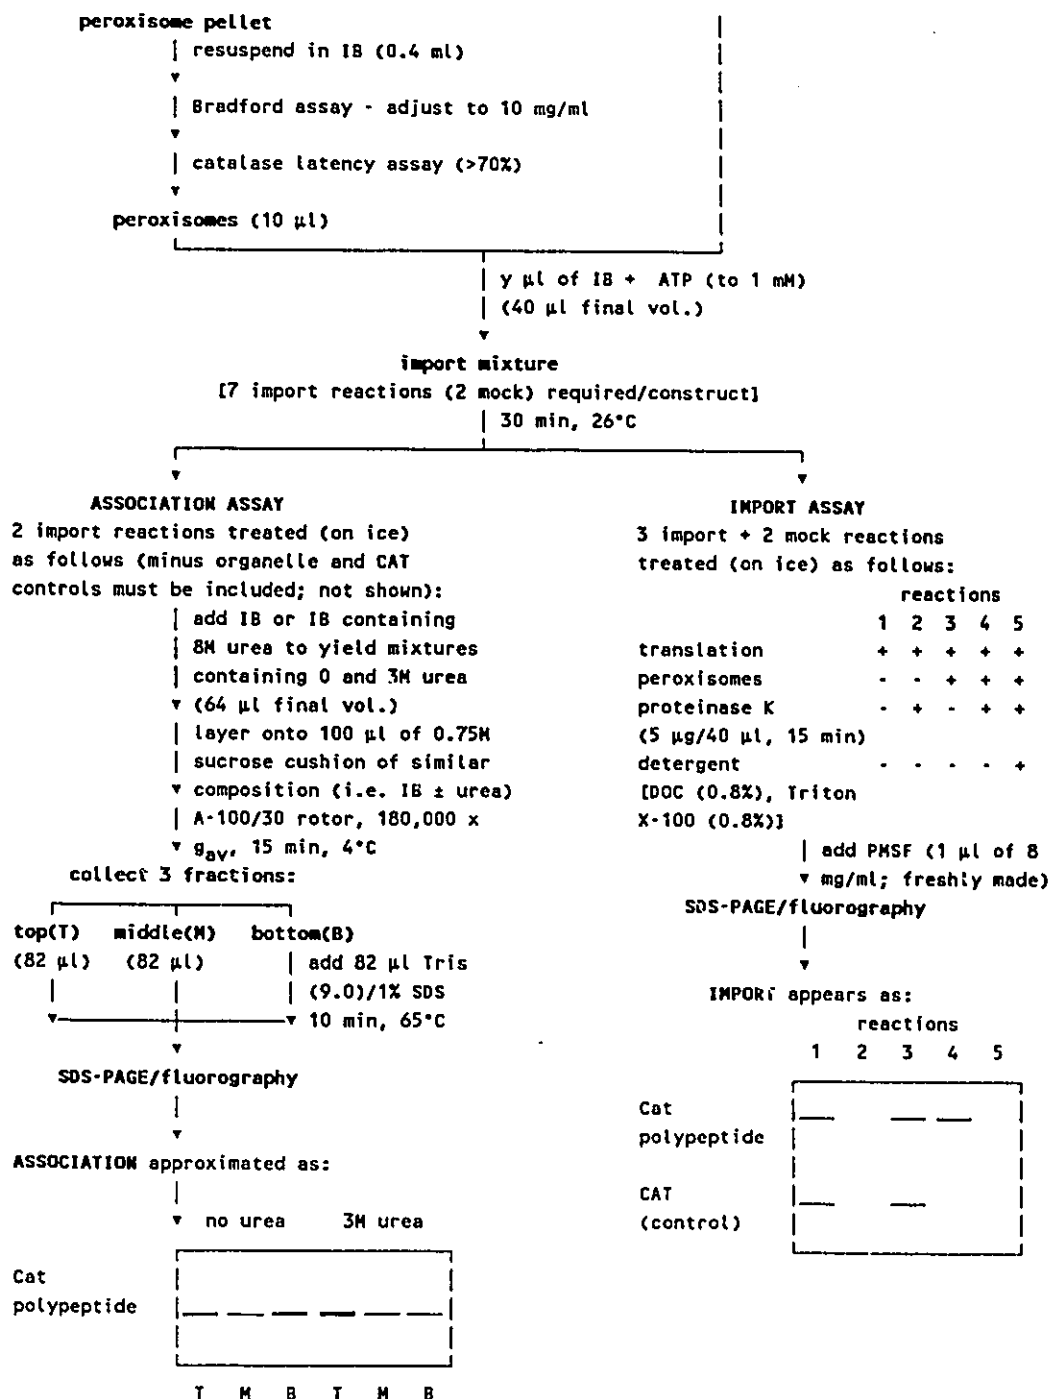 peroxisome pellet
resuspend in IB (0.4 ml)
Bradford assay - adjust to 10 mg/ml
catalase latency assay (>70%)
peroxisomes (10 µl)
y µl of IB + ATP (to 1 mM)
(40 µl final vol.)
import mixture
[7 import reactions (2 mock) required/construct]
30 min, 26°C
ASSOCIATION ASSAY
2 import reactions treated (on ice)
as follows (minus organelle and CAT
controls must be included; not shown):
add IB or IB containing
8M urea to yield mixtures
containing 0 and 3M urea
(64 µl final vol.)
layer onto 100 µl of 0.75M
sucrose cushion of similar
composition (i.e. IB ± urea)
A-100/30 rotor, 180,000 x
gav, 15 min, 4°C
collect 3 fractions:
top(T) middle(M) bottom(B)
(82 µl) (82 µl) add 82 µl Tris
(9.0)/1% SDS
10 min, 65°C
SDS-PAGE/fluorography
ASSOCIATION approximated as:
no urea 3M urea
Cat
polypeptide
T M B T M B
IMPORT ASSAY
3 import + 2 mock reactions
treated (on ice) as follows:
reactions
1 2 3 4 5
translation + + + + +
peroxisomes - - + + +
proteinase K - + - + +
(5 µg/40 µl, 15 min)
detergent - - - - +
[DOC (0.8%), Triton
X-100 (0.8%)]
add PMSF (1 µl of 8
mg/ml; freshly made)
SDS-PAGE/fluorography
IMPORT appears as:
reactions
1 2 3 4 5
Cat
polypeptide
CAT
(control)